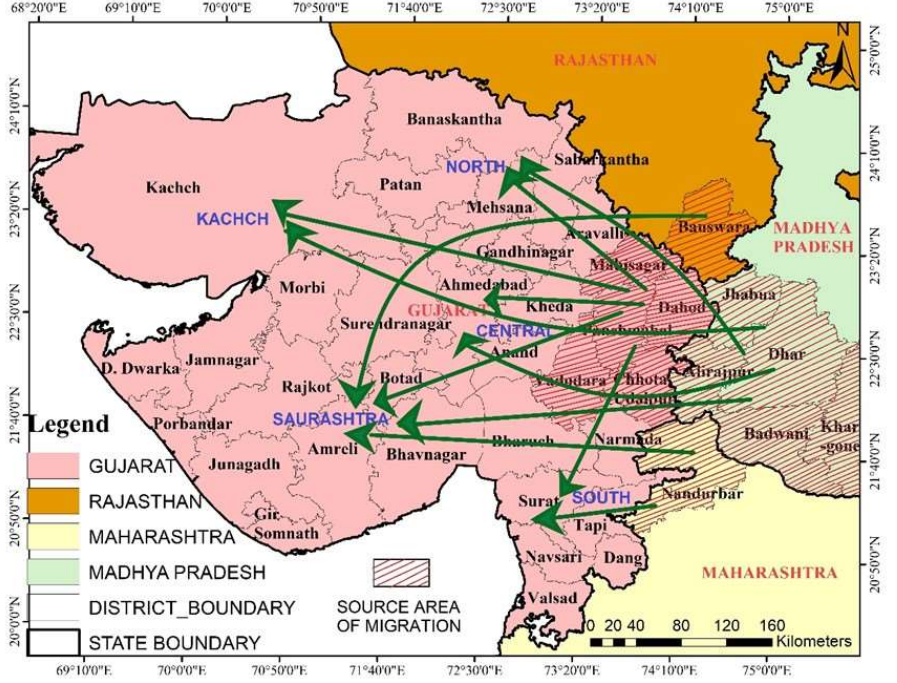 68°20'0"E 69°10'0"E 70°0'0"E 70°50'0"E 71°40'0"E 72°30'0"E 73°20'0"E 74°10'0"E 75°0'0"E
N
25°0'0"N
RAJASTHAN
24°10'0"N
Banaskantha
24°10'0"N
NORTH
Sabarkantha
Kachch
Patan
23°20'0"N
Mehsana
KACHCH
Banswara
Aravallis
MADHYA
PRADESH
23°20'0"N
Gandhinagar
Mahisagar
Morbi
Ahmedabad
Jhabua
22°30'0"N
Kheda
Dahod
GUJARAT
Surendranagar
CENTRAL
Panchmahal
Anand
Dhar
22°30'0"N
Jamnagar
D. Dwarka
Alirajpur
Rajkot
Botad
Vadodara
Chhota
Udaipur
21°40'0"N
SAURASHTRA
Legend
Porbandar
Khar
-gone
Badwani
Amreli
Bharuch
Narmada
Bhavnagar
21°40'0"N
GUJARAT
Junagadh
Nandurbar
RAJASTHAN
Surat
SOUTH
20°50'0"N
Gir
Somnath
Tapi
MAHARASHTRA
Navsari
Dang
20°50'0"N
MADHYA PRADESH
MAHARASHTRA
Valsad
DISTRICT_BOUNDARY
SOURCE AREA
OF MIGRATION
20°0'0"N
0 20 40 80 120 160
Kilometers
STATE BOUNDARY
69°10'0"E 70°0'0"E 70°50'0"E 71°40'0"E 72°30'0"E 73°20'0"E 74°10'0"E 75°0'0"E